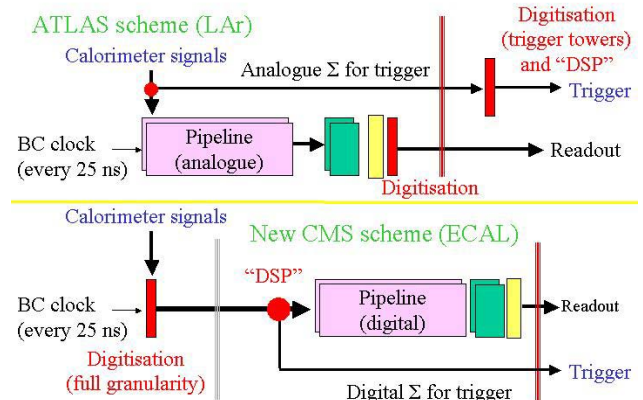 ATLAS scheme (LAr)
Digitisation
(trigger towers)
and “DSP”
Calorimeter signals
Analogue Σ for trigger
Trigger
BC clock
(every 25 ns)
Pipeline
(analogue)
Readout
Digitisation
Calorimeter signals
New CMS scheme (ECAL)
“DSP”
BC clock
(every 25 ns)
Pipeline
(digital)
Readout
Digitisation
(full granularity)
Trigger
Digital Σ for trigger